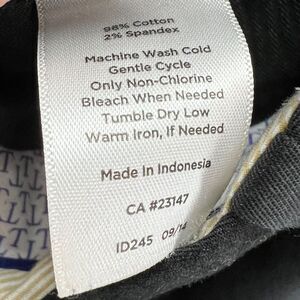 98% Cotton
2% Spandex
Machine Wash Cold
Gentle Cycle
Only Non-Chlorine
Bleach When Needed
Tumble Dry Low
Warm Iron, If Needed
Made In Indonesia
CA #23147
ID245 09/14